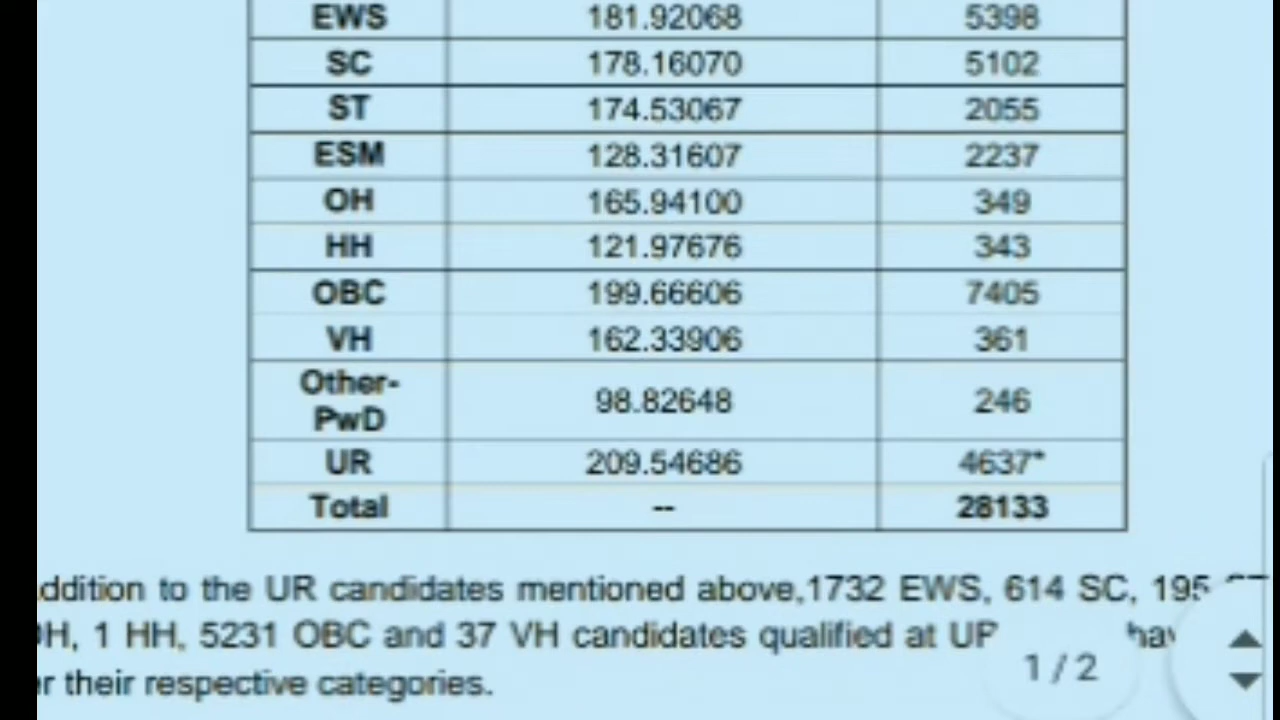 EWS 181.92068 5398
SC 178.16070 5102
ST 174.53067 2055
ESM 128.31607 2237
OH 165.94100 349
HH 121.97676 343
OBC 199.66606 7405
VH 162.33906 361
Other-
PwD 98.82648 246
UR 209.54686 4637*
Total -- 28133
ddition to the UR candidates mentioned above,1732 EWS, 614 SC, 195
H, 1 HH, 5231 OBC and 37 VH candidates qualified at
r their respective categories.
1 / 2